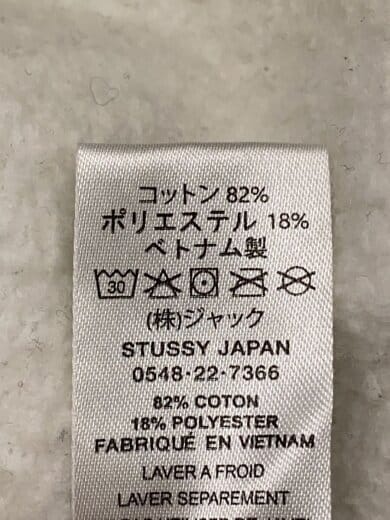 コットン 82%
ポリエステル 18%
ベトナム製
30
(株)ジャック
STUSSY JAPAN
0548·22·7366
82% COTON
18% POLYESTER
FABRIQUÉ EN VIETNAM
LAVER A FROID
LAVER SEPAREMENT